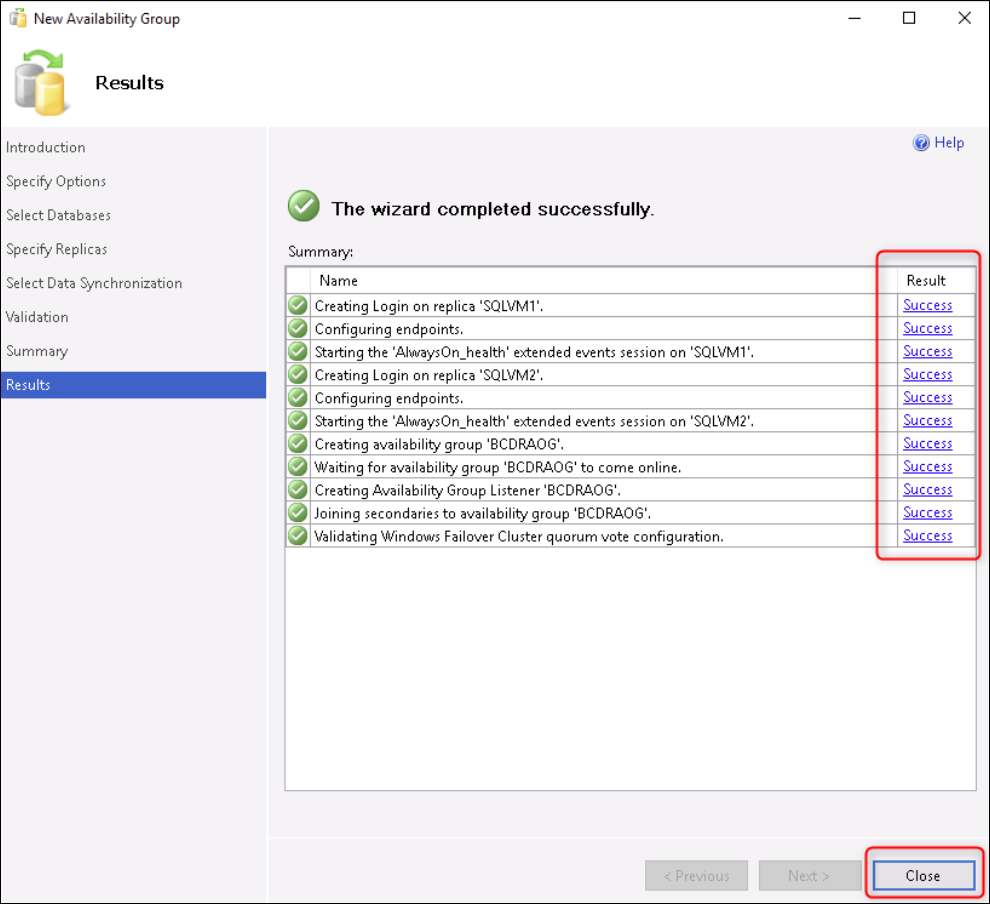 New Availability Group
Results
Introduction
Specify Options
Select Databases
Specify Replicas
Select Data Synchronization
Validation
Summary
Results
Help
The wizard completed successfully.
Summary:
Name Result
Creating Login on replica 'SQLVM1'. Success
Configuring endpoints. Success
Starting the 'AlwaysOn_health' extended events session on 'SQLVM1'. Success
Creating Login on replica 'SQLVM2'. Success
Configuring endpoints. Success
Starting the 'AlwaysOn_health' extended events session on 'SQLVM2'. Success
Creating availability group 'BCDRAOG'. Success
Waiting for availability group 'BCDRAOG' to come online. Success
Creating Availability Group Listener 'BCDRAOG'. Success
Joining secondaries to availability group 'BCDRAOG'. Success
Validating Windows Failover Cluster quorum vote configuration. Success
< Previous Next > Close